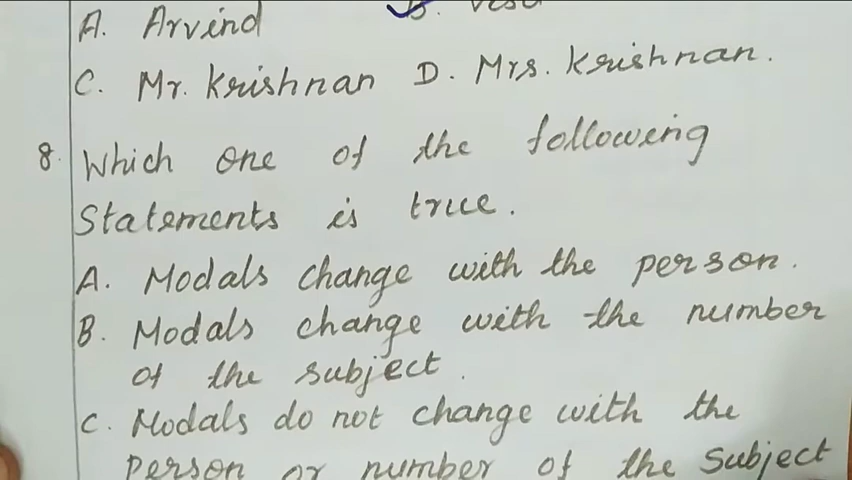 A. Arvind B.
C. Mr. Krishnan D. Mrs. Krishnan.
8. Which one of the following
Statements is true.
A. Modals change with the person.
B. Modals change with the number
of the subject.
C. Modals do not change with the
Person or number of the Subject